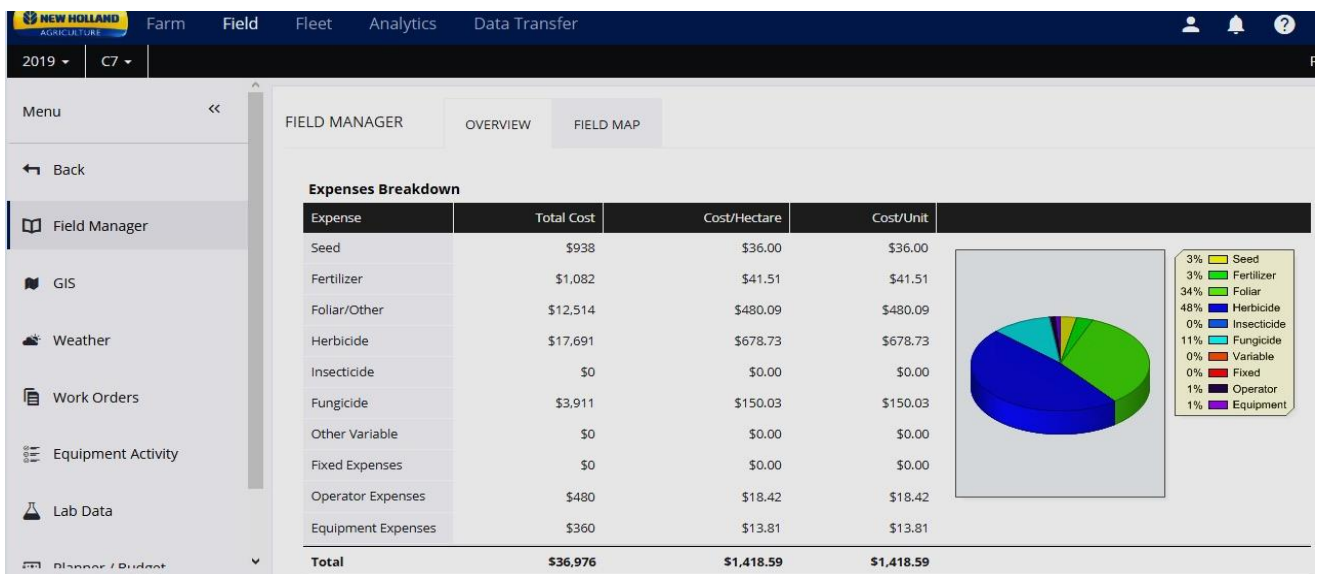 NEW HOLLAND
AGRICULTURE
Farm Field Fleet Analytics Data Transfer
2019 C7
Menu
Back
Field Manager
GIS
Weather
Work Orders
Equipment Activity
Lab Data
Planner / Budget
FIELD MANAGER OVERVIEW FIELD MAP
Expenses Breakdown
Expense Total Cost Cost/Hectare Cost/Unit
Seed $938 $36.00 $36.00
Fertilizer $1,082 $41.51 $41.51
Foliar/Other $12,514 $480.09 $480.09
Herbicide $17,691 $678.73 $678.73
Insecticide $0 $0.00 $0.00
Fungicide $3,911 $150.03 $150.03
Other Variable $0 $0.00 $0.00
Fixed Expenses $0 $0.00 $0.00
Operator Expenses $480 $18.42 $18.42
Equipment Expenses $360 $13.81 $13.81
Total $36,976 $1,418.59 $1,418.59
3% Seed
3% Fertilizer
34% Foliar
48% Herbicide
0% Insecticide
11% Fungicide
0% Variable
0% Fixed
1% Operator
1% Equipment